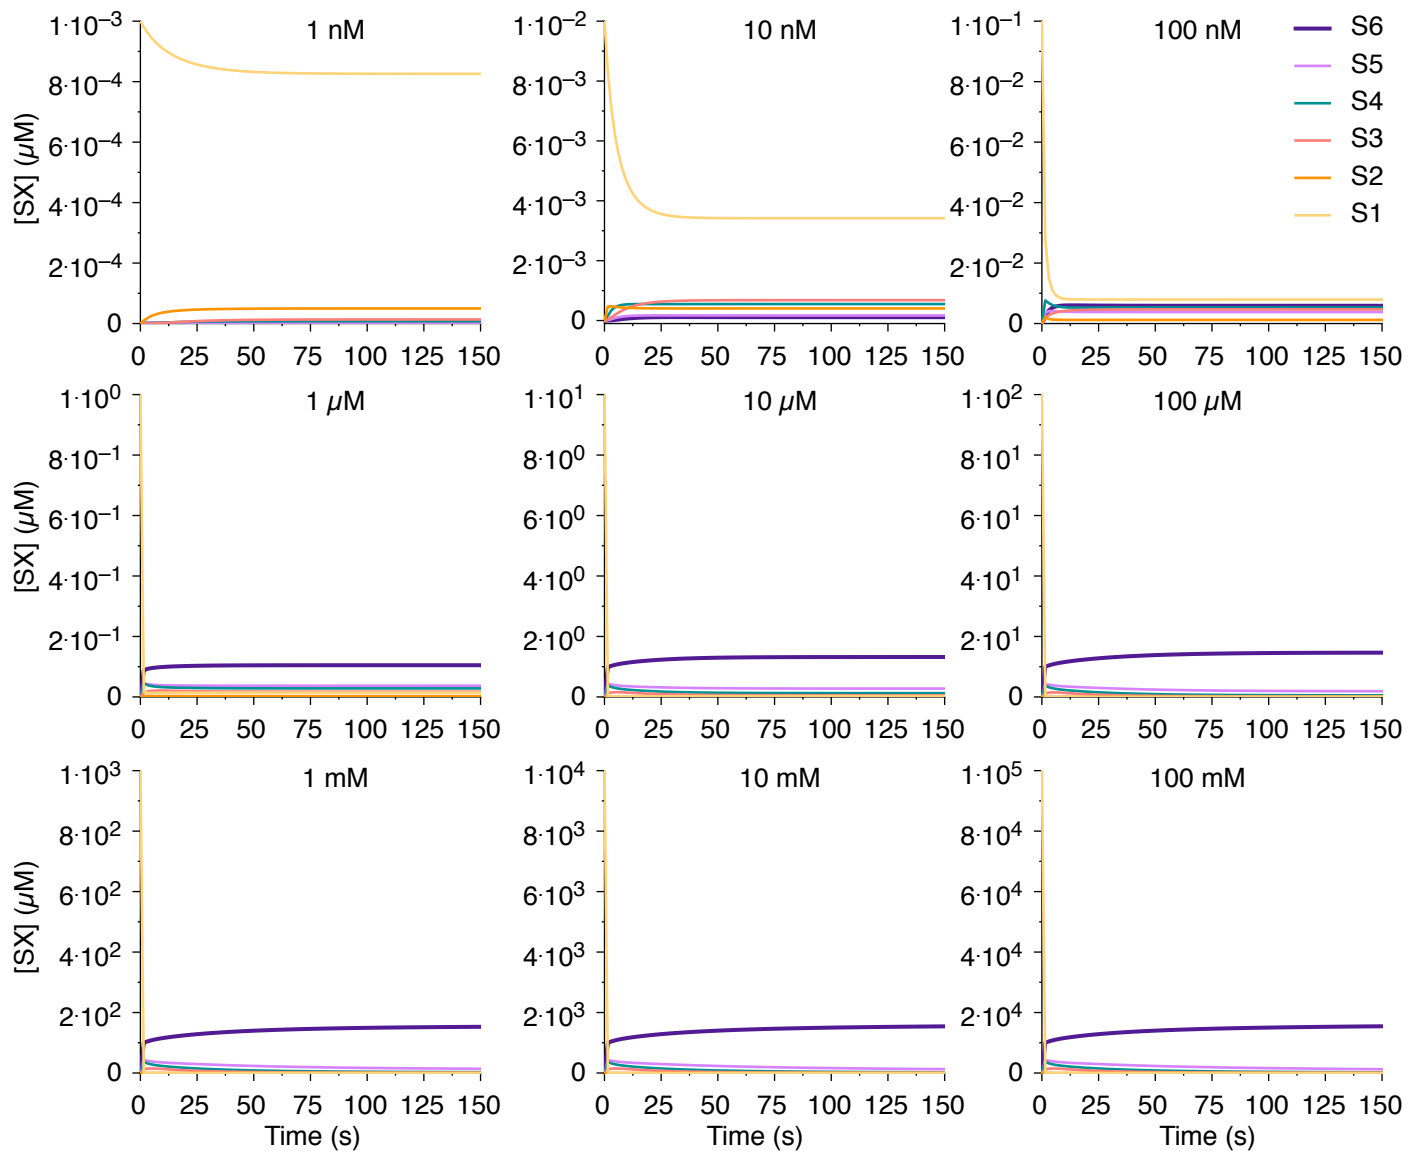 1 nM
10 nM
100 nM
[SX] (µM)
1·10⁻³
8·10⁻⁴
6·10⁻⁴
4·10⁻⁴
2·10⁻⁴
0
0 25 50 75 100 125 150
1·10⁻²
8·10⁻³
6·10⁻³
4·10⁻³
2·10⁻³
0
0 25 50 75 100 125 150
1·10⁻¹
8·10⁻²
6·10⁻²
4·10⁻²
2·10⁻²
0
0 25 50 75 100 125 150
S6
S5
S4
S3
S2
S1
1 µM
10 µM
100 µM
[SX] (µM)
1·10⁰
8·10⁻¹
6·10⁻¹
4·10⁻¹
2·10⁻¹
0
0 25 50 75 100 125 150
1·10¹
8·10⁰
6·10⁰
4·10⁰
2·10⁰
0
0 25 50 75 100 125 150
1·10²
8·10¹
6·10¹
4·10¹
2·10¹
0
0 25 50 75 100 125 150
1 mM
10 mM
100 mM
[SX] (µM)
1·10³
8·10²
6·10²
4·10²
2·10²
0
0 25 50 75 100 125 150
Time (s)
1·10⁴
8·10³
6·10³
4·10³
2·10³
0
0 25 50 75 100 125 150
Time (s)
1·10⁵
8·10⁴
6·10⁴
4·10⁴
2·10⁴
0
0 25 50 75 100 125 150
Time (s)